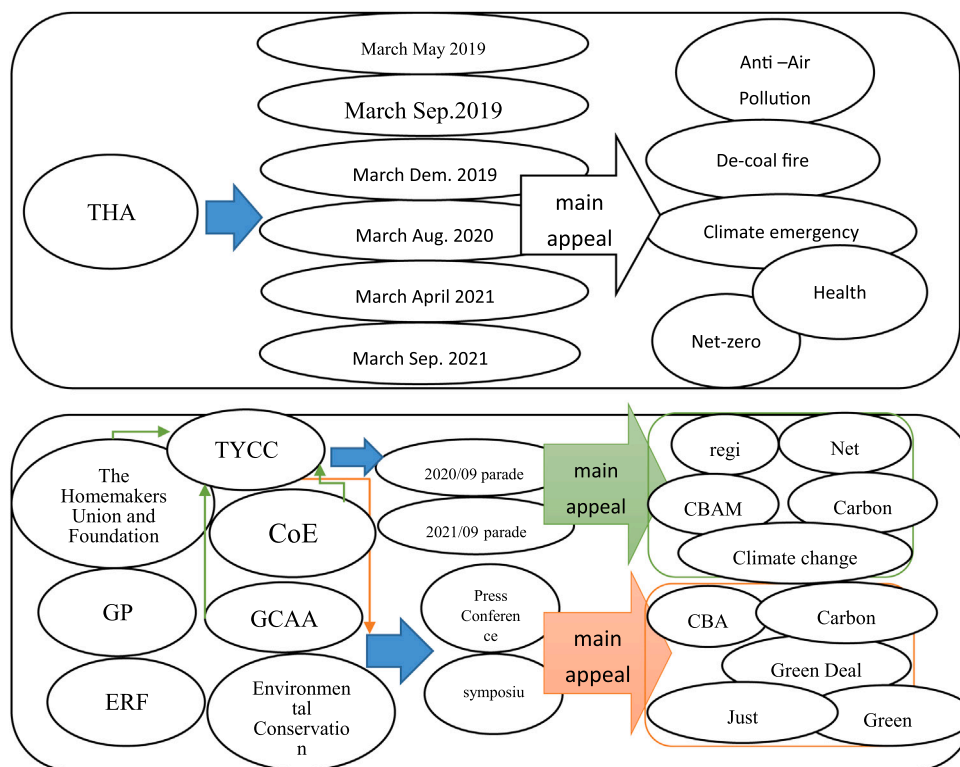 March May 2019
March Sep.2019
March Dem. 2019
March Aug. 2020
March April 2021
March Sep. 2021
THA
main
appeal
Anti –Air
Pollution
De-coal fire
Climate emergency
Health
Net-zero
TYCC
The
Homemakers
Union and
Foundation
CoE
GP
GCAA
ERF
Environmen
tal
Conservatio
n
2020/09 parade
2021/09 parade
Press
Conferen
ce
symposiu
main
appeal
regi
Net
CBAM
Carbon
Climate change
main
appeal
CBA
Carbon
Green Deal
Just
Green